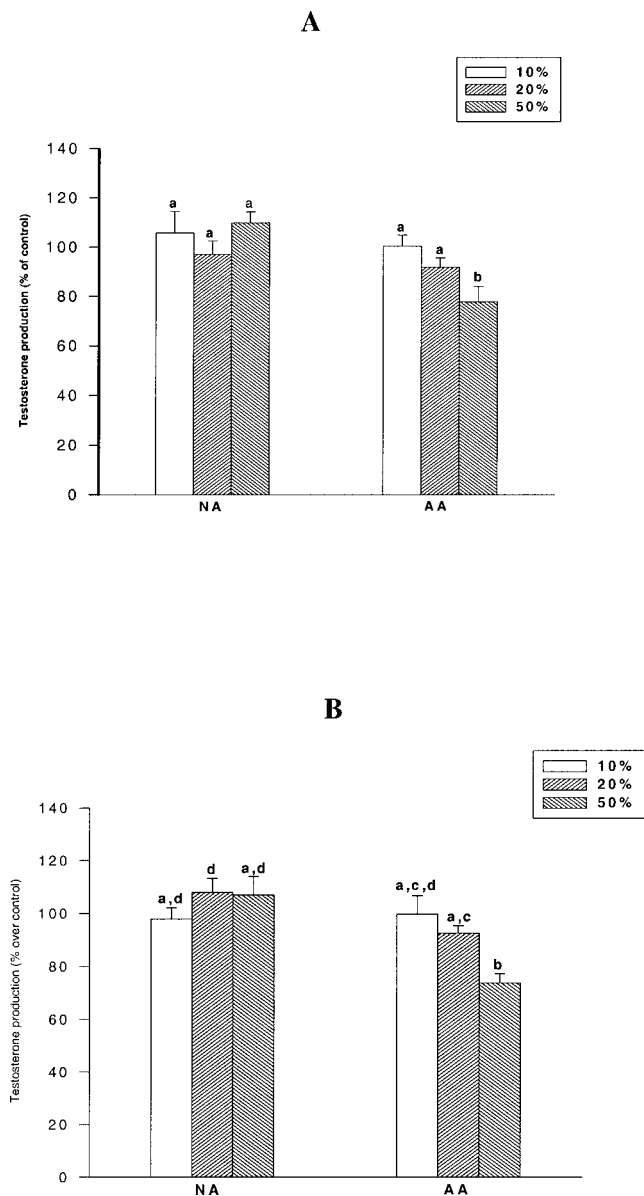 A
10%
20%
50%
Testosterone production (% of control)
140
120
100
80
60
40
20
0
a
a
a
a
a
b
NA
AA
B
10%
20%
50%
Testosterone production (% over control)
140
120
100
80
60
40
20
0
a,d
d
a,d
a,c,d
a,c
b
NA
AA